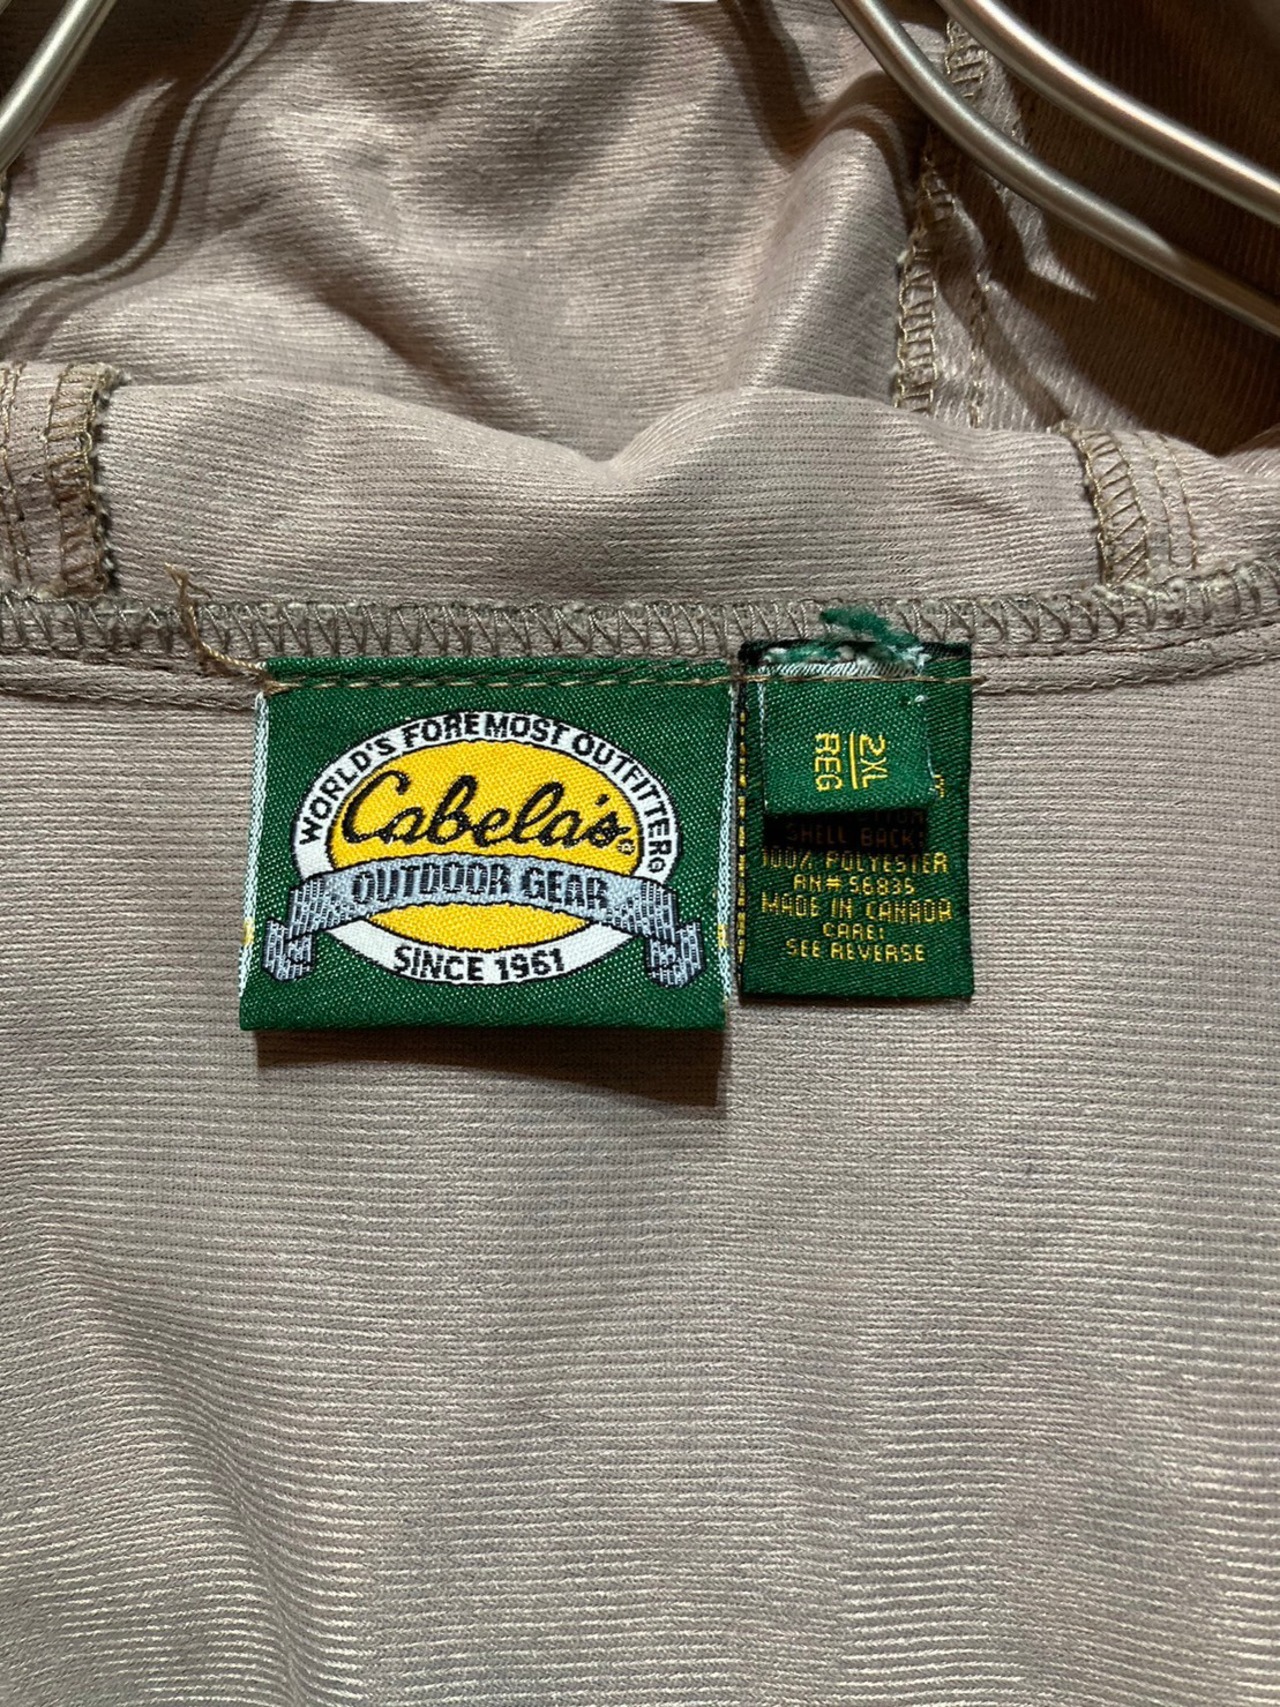 WORLD'S FOREMOST OUTFITTER®
Cabela's®
OUTDOOR GEAR
SINCE 1961
2XL
REG
SHELL BACK:
100% POLYESTER
RN# 56835
MADE IN CANADA
CARE:
SEE REVERSE